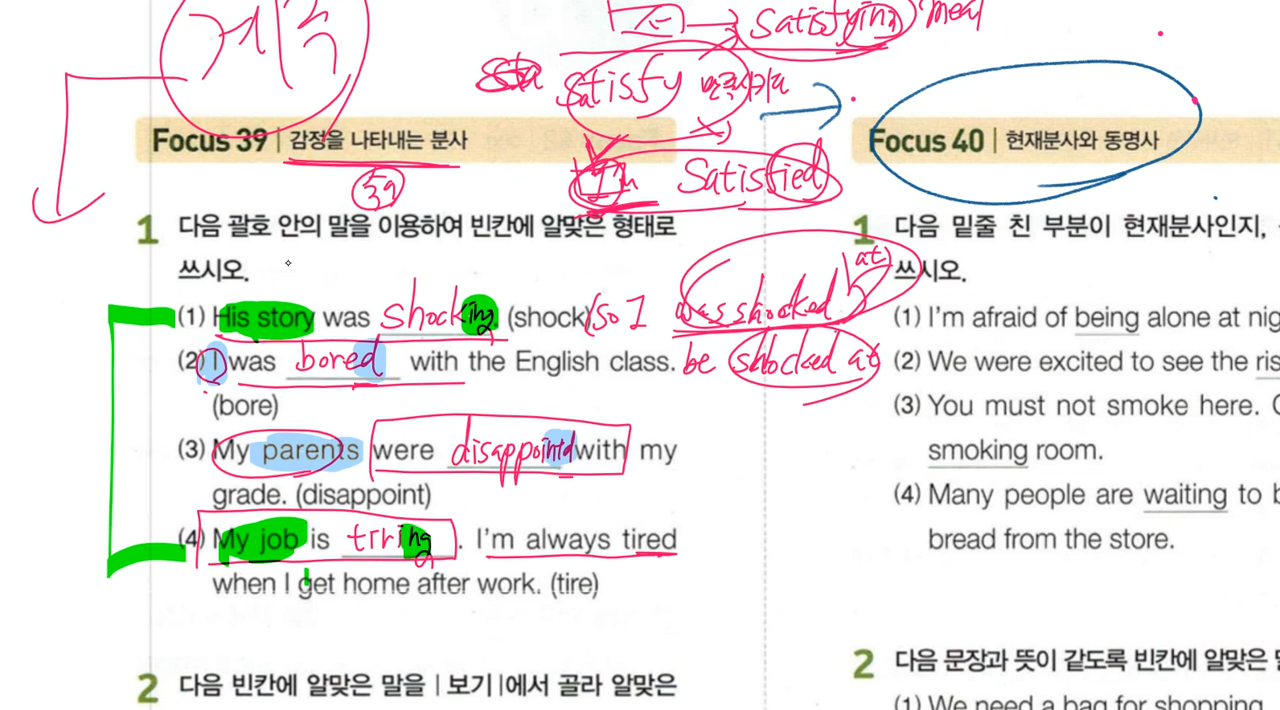 satisfying meal
satisfy 만족시키다
I'm satisfied
Focus 39 | 감정을 나타내는 분사
39
1 다음 괄호 안의 말을 이용하여 빈칸에 알맞은 형태로
쓰시오.
(1) His story was shocking. (shock) (so I was shocked at)
(2) I was bored with the English class. be shocked at
(bore)
(3) My parents were disappointd with my
grade. (disappoint)
(4) My job is tiring. I'm always tired
when I get home after work. (tire)
2 다음 빈칸에 알맞은 말을 |보기|에서 골라 알맞은
Focus 40 | 현재분사와 동명사
1 다음 밑줄 친 부분이 현재분사인지,
쓰시오.
(1) I'm afraid of being alone at nig
(2) We were excited to see the ris
(3) You must not smoke here.
smoking room.
(4) Many people are waiting to b
bread from the store.
2 다음 문장과 뜻이 같도록 빈칸에 알맞은
(1) We need a bag for shopping